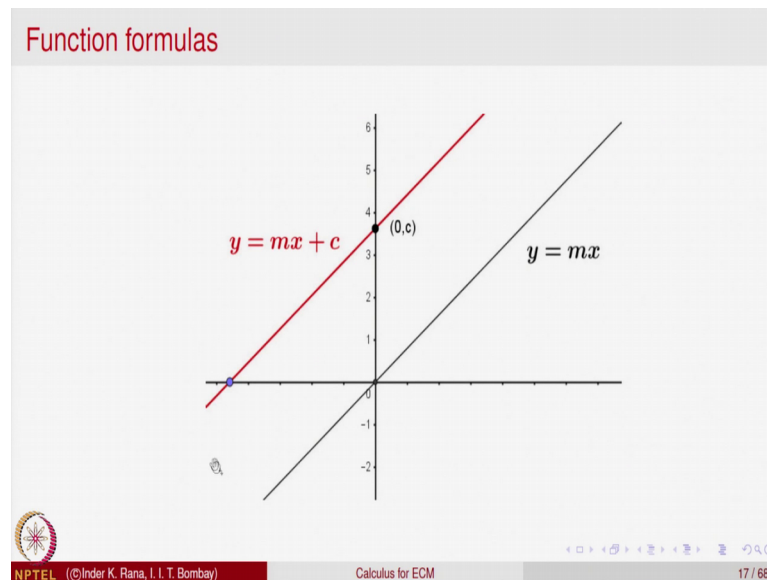 Function formulas
6
5
4
(0,c)
y = mx + c
3
y = mx
2
1
0
−1
−2
NPTEL ((©Inder K. Rana, I. I. T. Bombay) Calculus for ECM 17 / 68